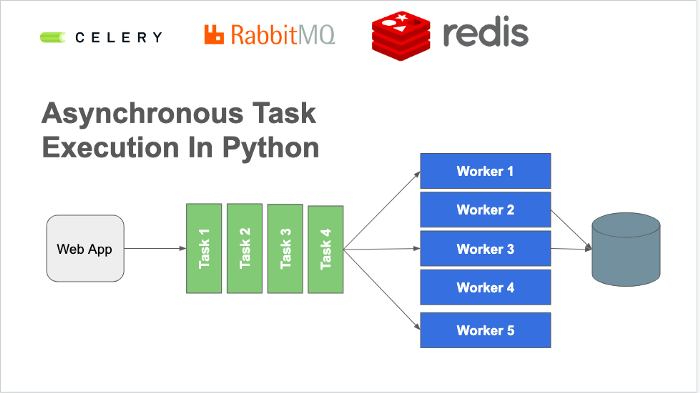 CELERY
RabbitMQ
redis
Asynchronous Task
Execution In Python
Web App
Task 1
Task 2
Task 3
Task 4
Worker 1
Worker 2
Worker 3
Worker 4
Worker 5